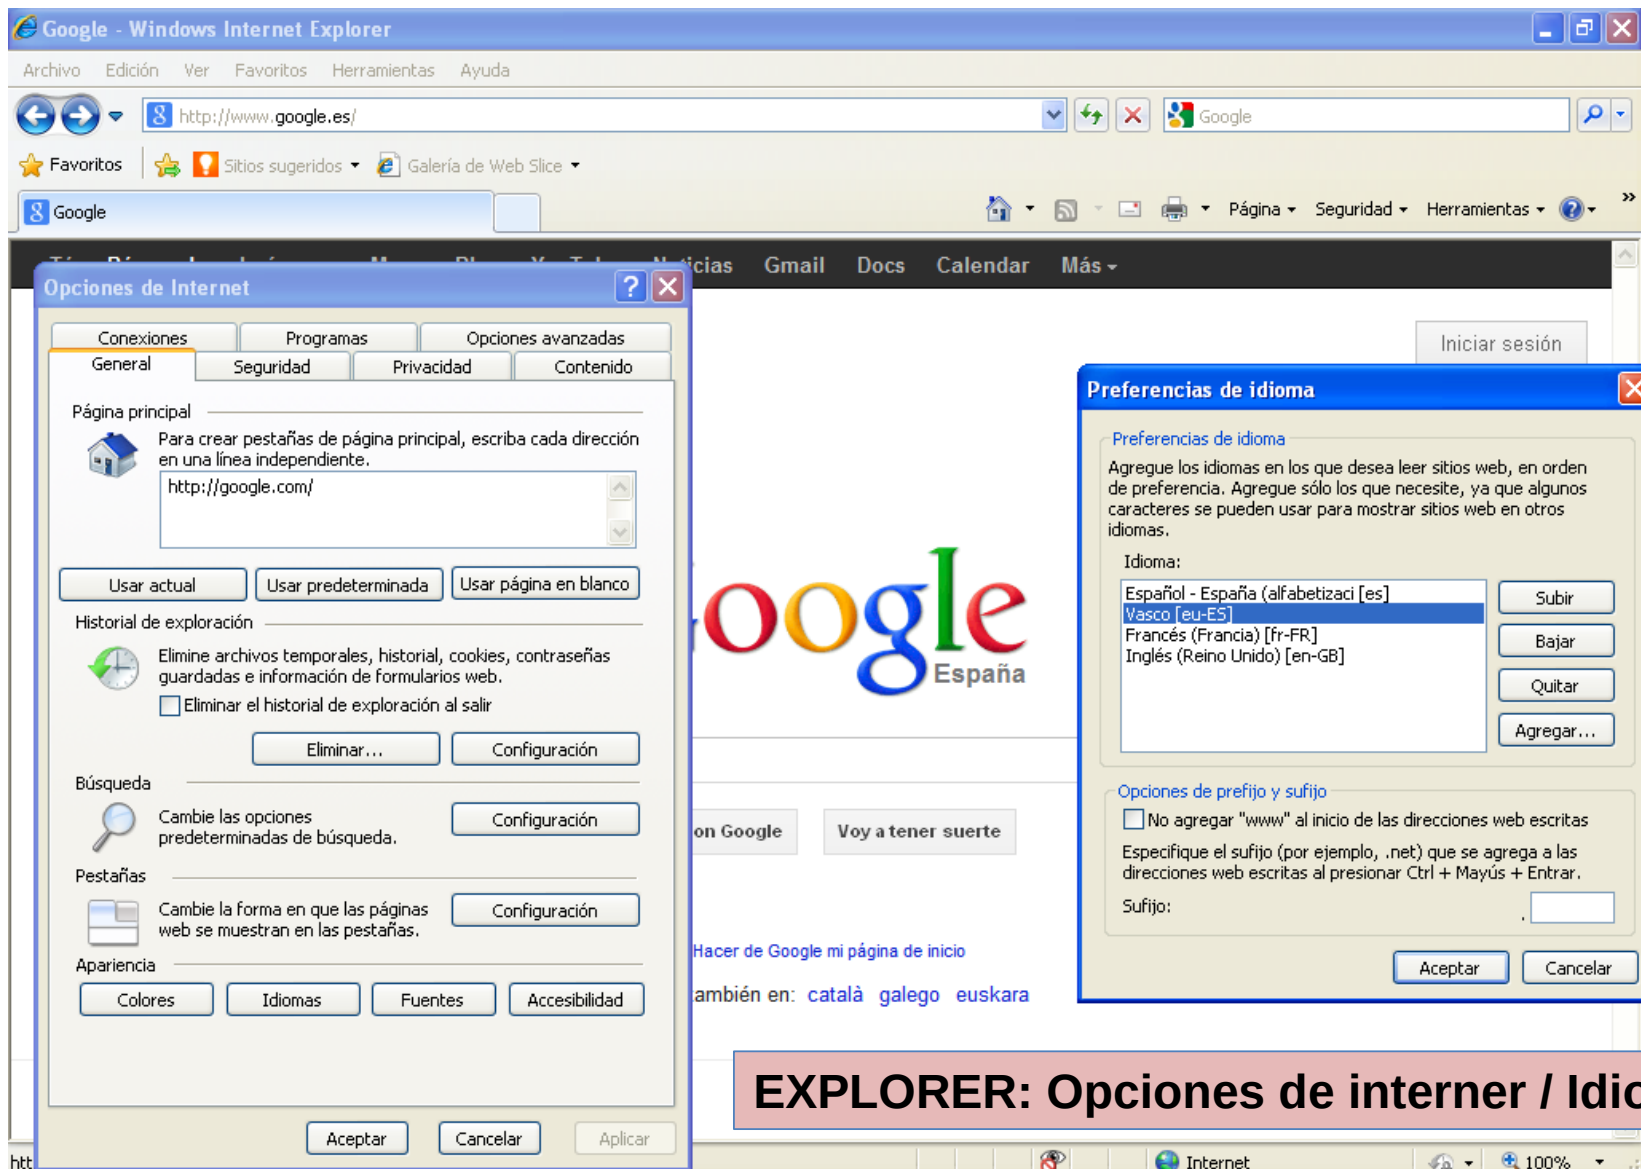 Google - Windows Internet Explorer
Archivo Edición Ver Favoritos Herramientas Ayuda
http://www.google.es/
Google
Favoritos Sitios sugeridos Galería de Web Slice
Google
Página Seguridad Herramientas
Noticias Gmail Docs Calendar Más
Iniciar sesión
Opciones de Internet
Conexiones Programas Opciones avanzadas
General Seguridad Privacidad Contenido
Página principal
Para crear pestañas de página principal, escriba cada dirección
en una línea independiente.
http://google.com/
Usar actual Usar predeterminada Usar página en blanco
Historial de exploración
Elimine archivos temporales, historial, cookies, contraseñas
guardadas e información de formularios web.
Eliminar el historial de exploración al salir
Eliminar... Configuración
Búsqueda
Cambie las opciones
predeterminadas de búsqueda.
Configuración
Pestañas
Cambie la forma en que las páginas
web se muestran en las pestañas.
Configuración
Apariencia
Colores Idiomas Fuentes Accesibilidad
Aceptar Cancelar Aplicar
Google
España
on Google Voy a tener suerte
Hacer de Google mi página de inicio
ambién en: català galego euskara
Preferencias de idioma
Preferencias de idioma
Agregue los idiomas en los que desea leer sitios web, en orden
de preferencia. Agregue sólo los que necesite, ya que algunos
caracteres se pueden usar para mostrar sitios web en otros
idiomas.
Idioma:
Español - España (alfabetizaci [es]
Vasco [eu-ES]
Francés (Francia) [fr-FR]
Inglés (Reino Unido) [en-GB]
Subir
Bajar
Quitar
Agregar...
Opciones de prefijo y sufijo
No agregar "www" al inicio de las direcciones web escritas
Especifique el sufijo (por ejemplo, .net) que se agrega a las
direcciones web escritas al presionar Ctrl + Mayús + Entrar.
Sufijo: .
Aceptar Cancelar
EXPLORER: Opciones de interner / Idio
htt
Internet 100%